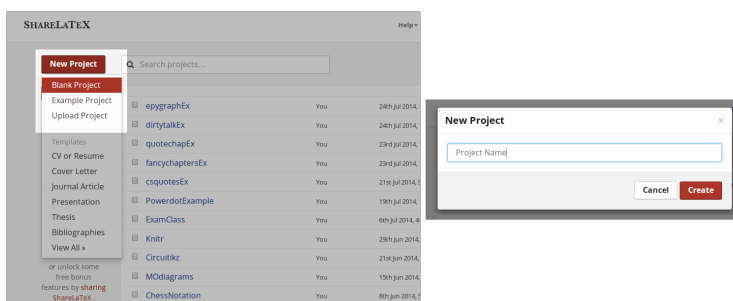 SHARELATEX
Help
New Project
Search projects...
Blank Project
Example Project
Upload Project
Templates
CV or Resume
Cover Letter
Journal Article
Presentation
Thesis
Bibliographies
View All »
or unlock some
free bonus
features by sharing
ShareLaTeX .
epygraphEx You 24th Jul 2014,
dirtytalkEx You 24th Jul 2014,
quotechapEx You 23rd Jul 2014,
fancychaptersEx You 23rd Jul 2014,
csquotesEx You 21st Jul 2014, 5
PowerdotExample You 19th Jul 2014,
ExamClass You 6th Jul 2014, 4:
Knitr You 29th Jun 2014,
Circuitikz You 21st Jun 2014,
MOdiagrams You 15th Jun 2014,
ChessNotation You 8th Jun 2014, 5
New Project ×
Project Name
Cancel Create